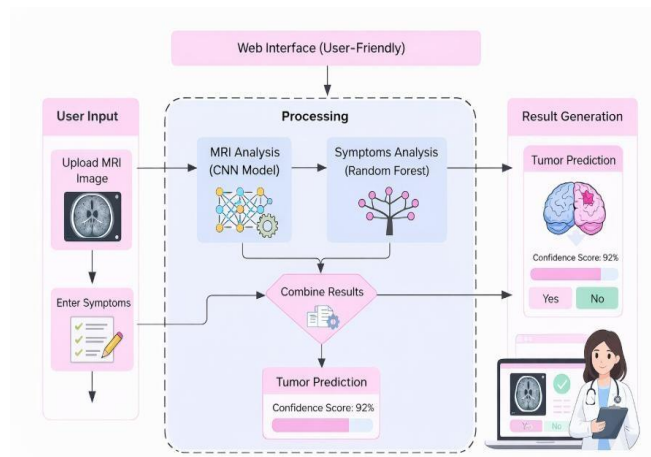 Web Interface (User-Friendly)
User Input
Upload MRI
Image
Enter Symptoms
Processing
MRI Analysis
(CNN Model)
Symptoms Analysis
(Random Forest)
Combine Results
Tumor Prediction
Confidence Score: 92%
Result Generation
Tumor Prediction
Confidence Score: 92%
Yes
No
No